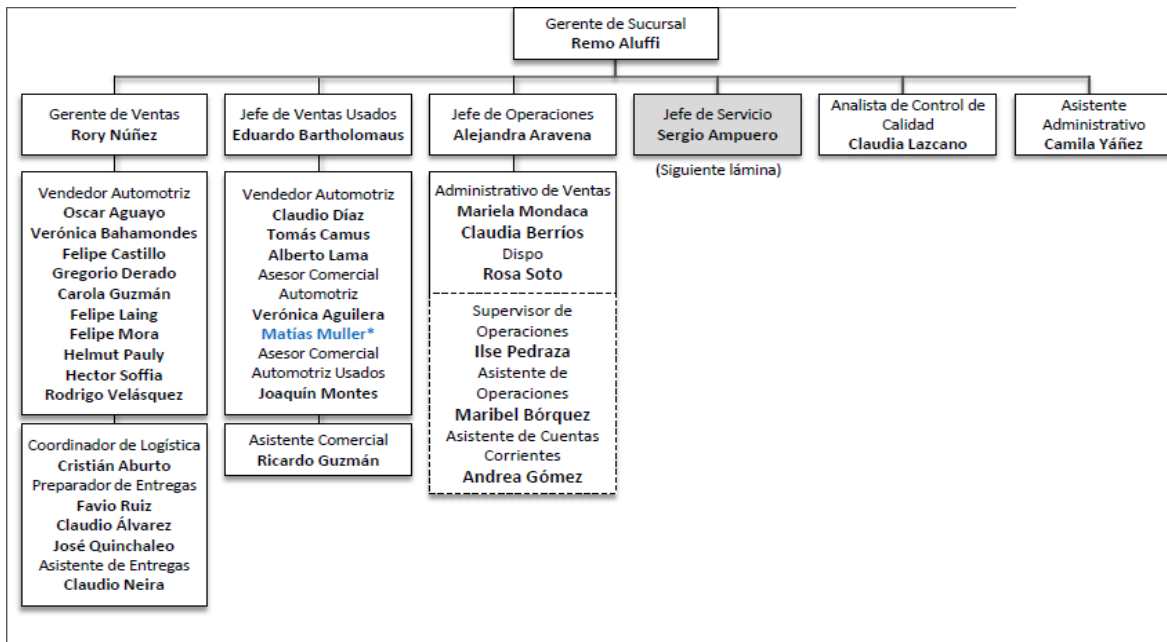 Gerente de Sucursal
Remo Aluffi
Gerente de Ventas
Rory Núñez
Jefe de Ventas Usados
Eduardo Bartholomaus
Jefe de Operaciones
Alejandra Aravena
Jefe de Servicio
Sergio Ampuero
(Siguiente lámina)
Analista de Control de
Calidad
Claudia Lazcano
Asistente
Administrativo
Camila Yáñez
Vendedor Automotriz
Oscar Aguayo
Verónica Bahamondes
Felipe Castillo
Gregorio Derado
Carola Guzmán
Felipe Laing
Felipe Mora
Helmut Pauly
Hector Soffia
Rodrigo Velásquez
Coordinador de Logística
Cristián Aburto
Preparador de Entregas
Favio Ruiz
Claudio Álvarez
José Quinchaleo
Asistente de Entregas
Claudio Neira
Vendedor Automotriz
Claudio Díaz
Tomás Camus
Alberto Lama
Asesor Comercial
Automotriz
Verónica Aguilera
Matías Muller*
Asesor Comercial
Automotriz Usados
Joaquín Montes
Asistente Comercial
Ricardo Guzmán
Administrativo de Ventas
Mariela Mondaca
Claudia Berríos
Dispo
Rosa Soto
Supervisor de
Operaciones
Ilse Pedraza
Asistente de
Operaciones
Maribel Bórquez
Asistente de Cuentas
Corrientes
Andrea Gómez